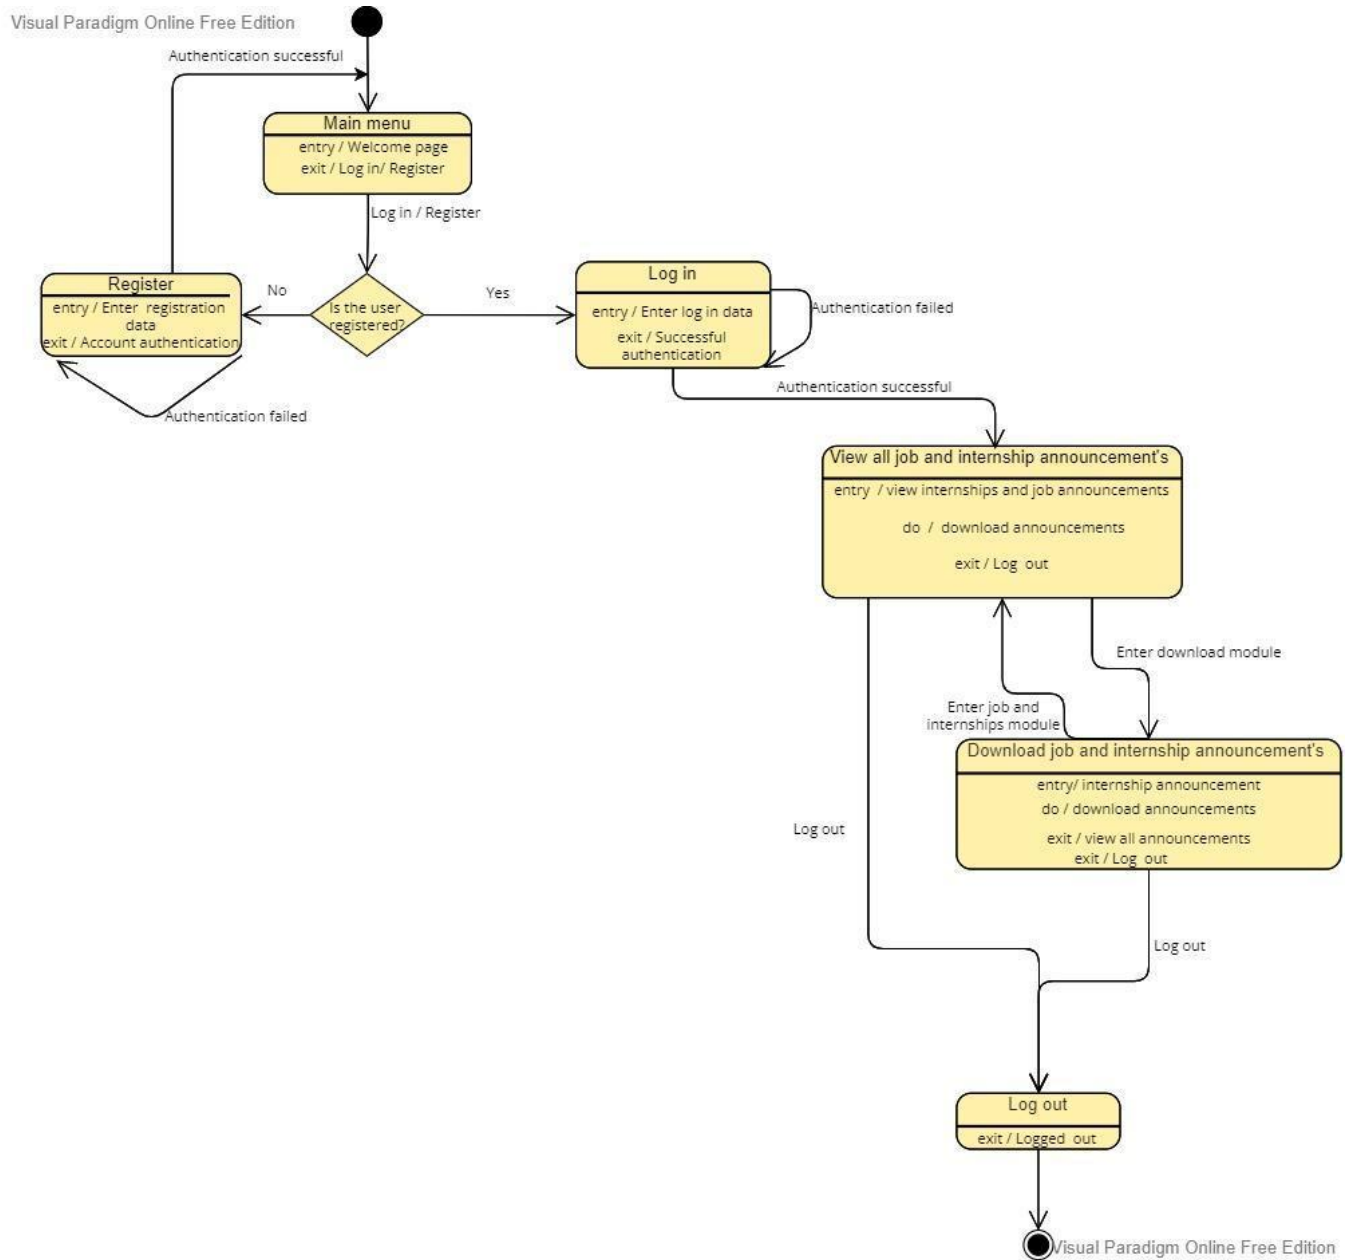 Visual Paradigm Online Free Edition
Authentication successful
Main menu
entry / Welcome page
exit / Log in/ Register
Log in / Register
Register
entry / Enter registration
data
exit / Account authentication
No
Is the user
registered?
Yes
Log in
entry / Enter log in data
exit / Successful
authentication
Authentication failed
Authentication failed
Authentication successful
View all job and internship announcement's
entry / view internships and job announcements
do / download announcements
exit / Log out
Enter download module
Enter job and
internships module
Download job and internship announcement's
entry/ internship announcement
do / download announcements
exit / view all announcements
exit / Log out
Log out
Log out
Log out
exit / Logged out
Visual Paradigm Online Free Edition